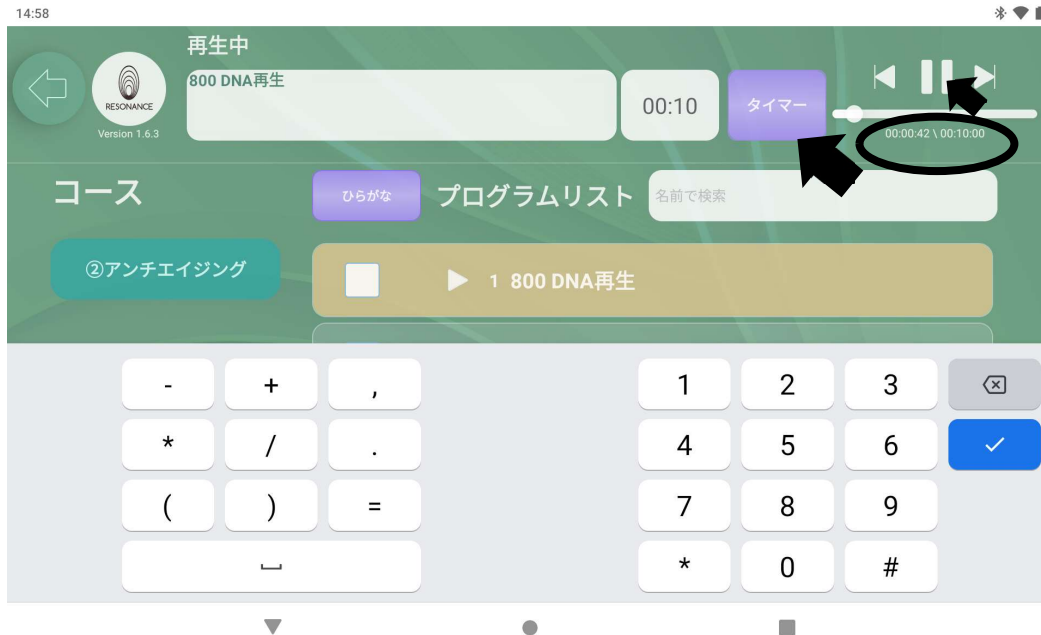 14:58
再生中
800 DNA再生
RESONANCE
Version 1.6.3
00:10
タイマー
00:00:42 \ 00:10:00
コース
ひらがな
プログラムリスト
名前で検索
②アンチエイジング
1 800 DNA再生
- + , 1 2 3
* / . 4 5 6
( ) = 7 8 9
* 0 #